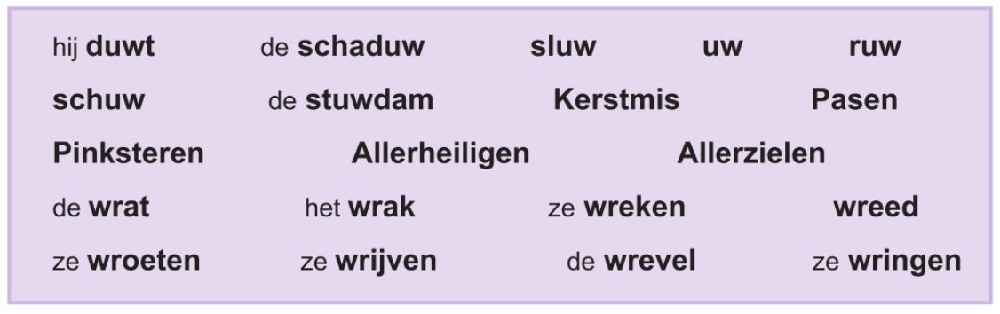 hij duwt de schaduw sluw uw ruw
schuw de stuwdam Kerstmis Pasen
Pinksteren Allerheiligen Allerzielen
de wrat het wrak ze wreken wreed
ze wroeten ze wrijven de wrevel ze wringen